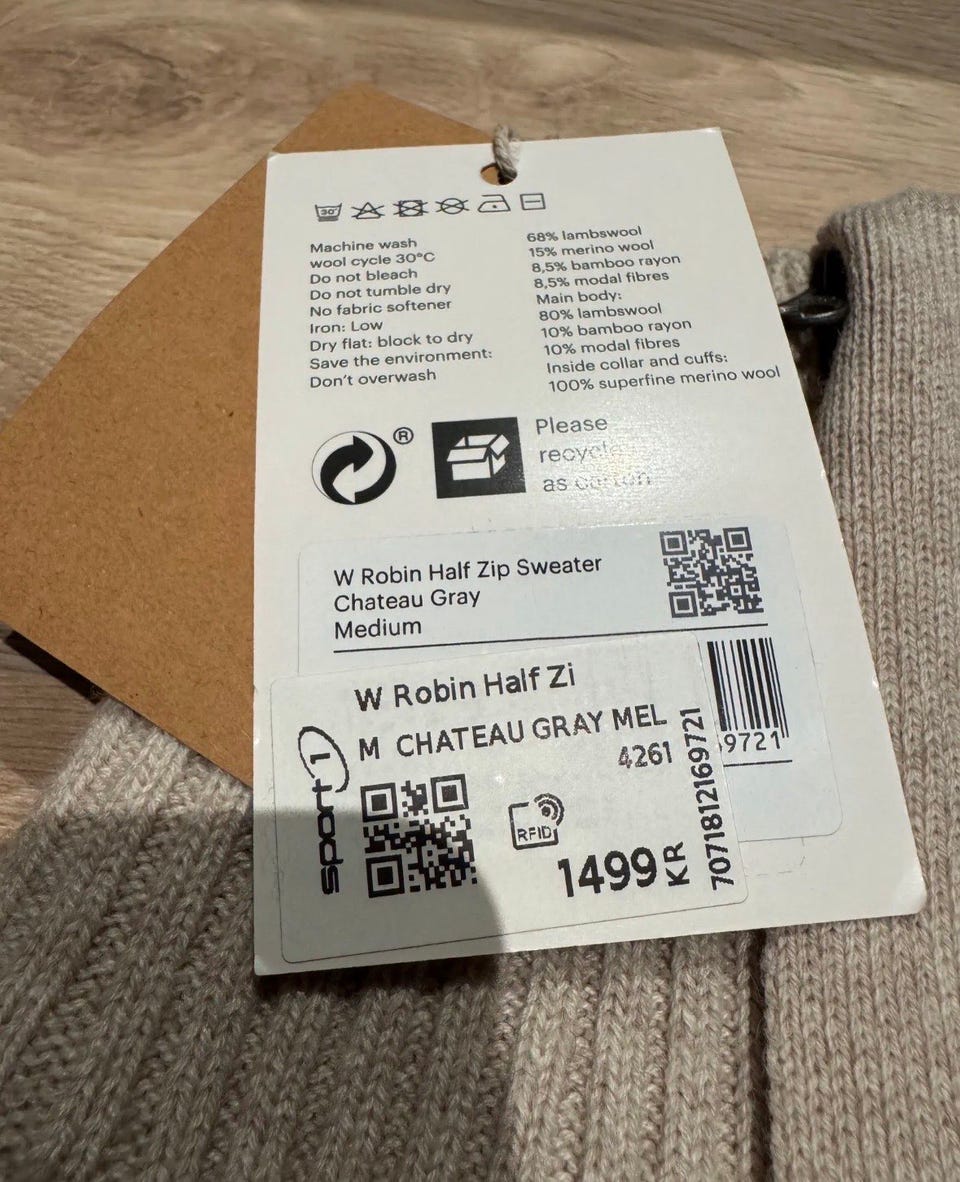 30°
Machine wash
wool cycle 30°C
Do not bleach
Do not tumble dry
No fabric softener
Iron: Low
Dry flat: block to dry
Save the environment:
Don't overwash
68% lambswool
15% merino wool
8,5% bamboo rayon
8,5% modal fibres
Main body:
80% lambswool
10% bamboo rayon
10% modal fibres
Inside collar and cuffs:
100% superfine merino wool
®
Please
recycle
as carton
W Robin Half Zip Sweater
Chateau Gray
Medium
9721
W Robin Half Zi
M CHATEAU GRAY MEL
4261
sport 1
RFID
1499 KR
7071812169721